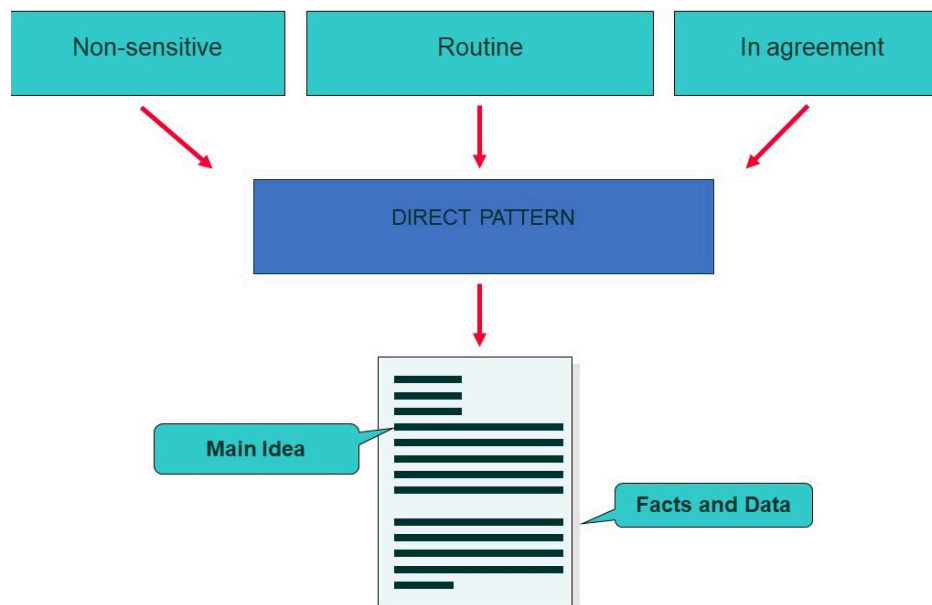 Non-sensitive
Routine
In agreement
DIRECT PATTERN
Main Idea
Facts and Data